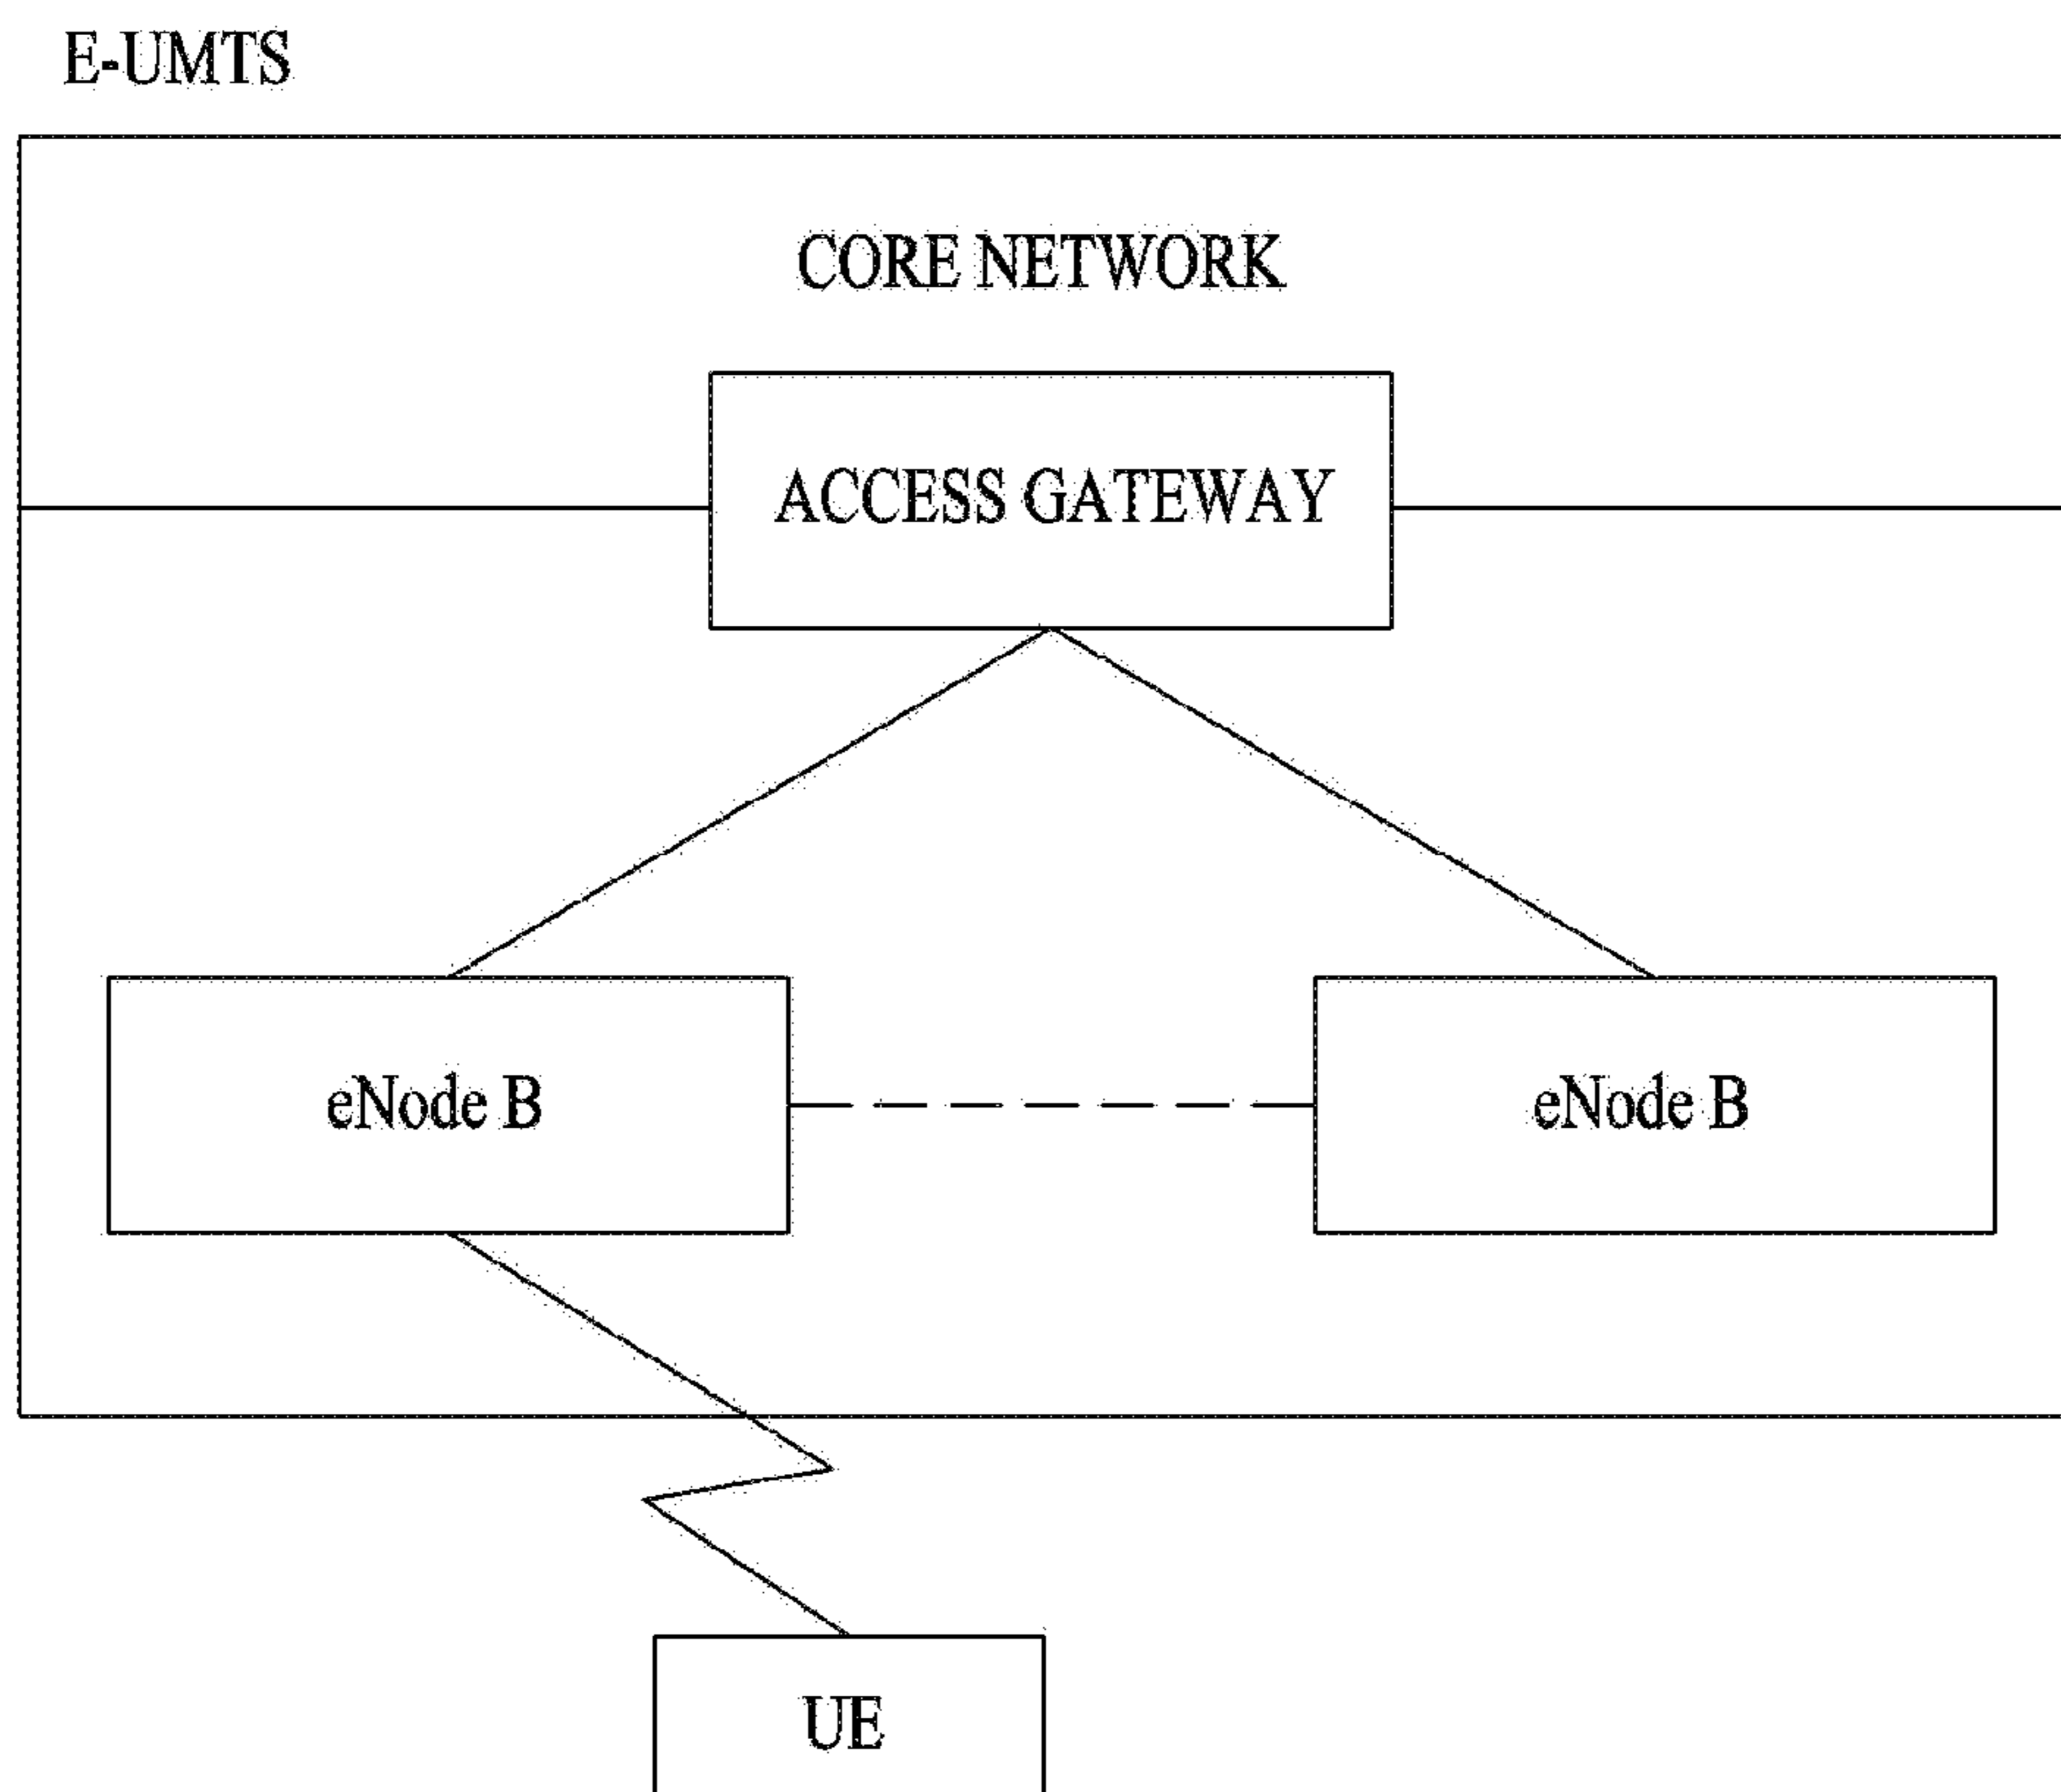 E-UMTS
CORE NETWORK
ACCESS GATEWAY
eNode B
eNode B
UE